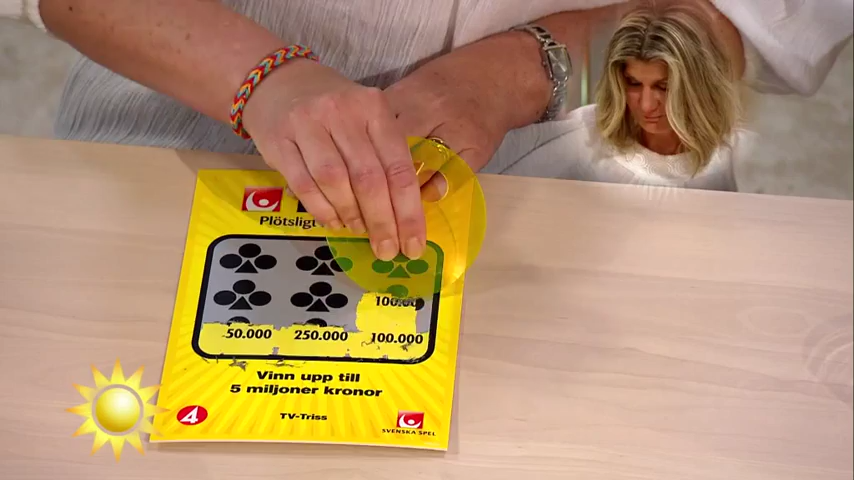 Plötsligt
100.00
50.000 250.000 100.000
Vinn upp till
5 miljoner kronor
4
TV-Triss
SVENSKA SPEL